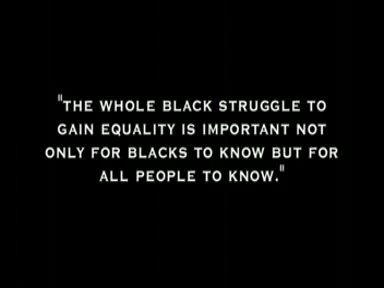 "THE WHOLE BLACK STRUGGLE TO
GAIN EQUALITY IS IMPORTANT NOT
ONLY FOR BLACKS TO KNOW BUT FOR
ALL PEOPLE TO KNOW."